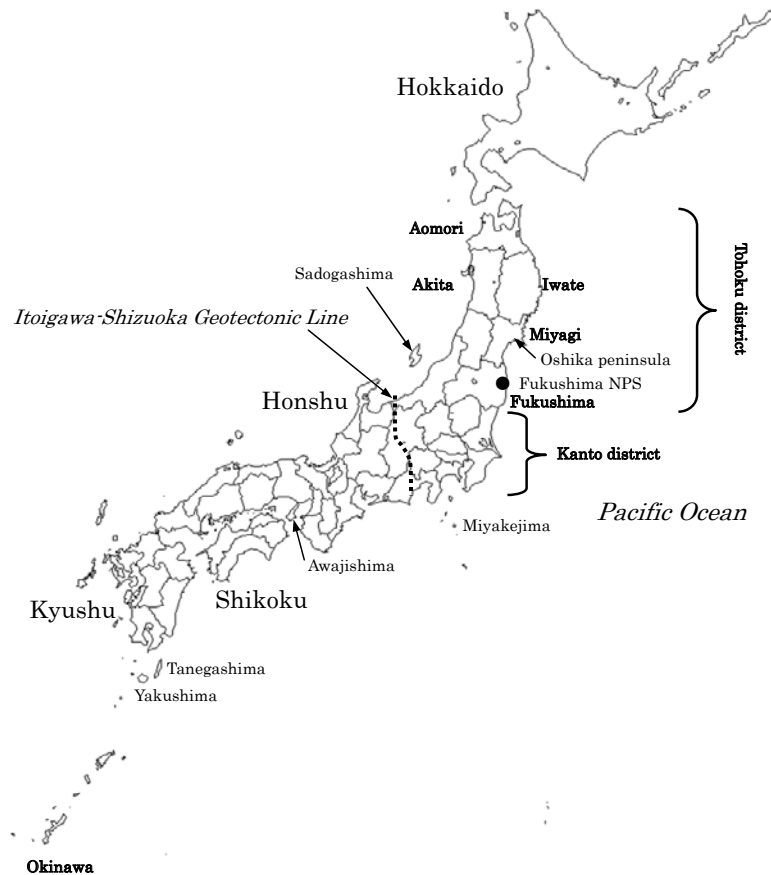 Hokkaido
Aomori
Sadogashima
Akita
Iwate
Tohoku district
Itoigawa-Shizuoka Geotectonic Line
Miyagi
Oshika peninsula
Fukushima NPS
Honshu
Fukushima
Kanto district
Pacific Ocean
Miyakejima
Awajishima
Shikoku
Kyushu
Tanegashima
Yakushima
Okinawa